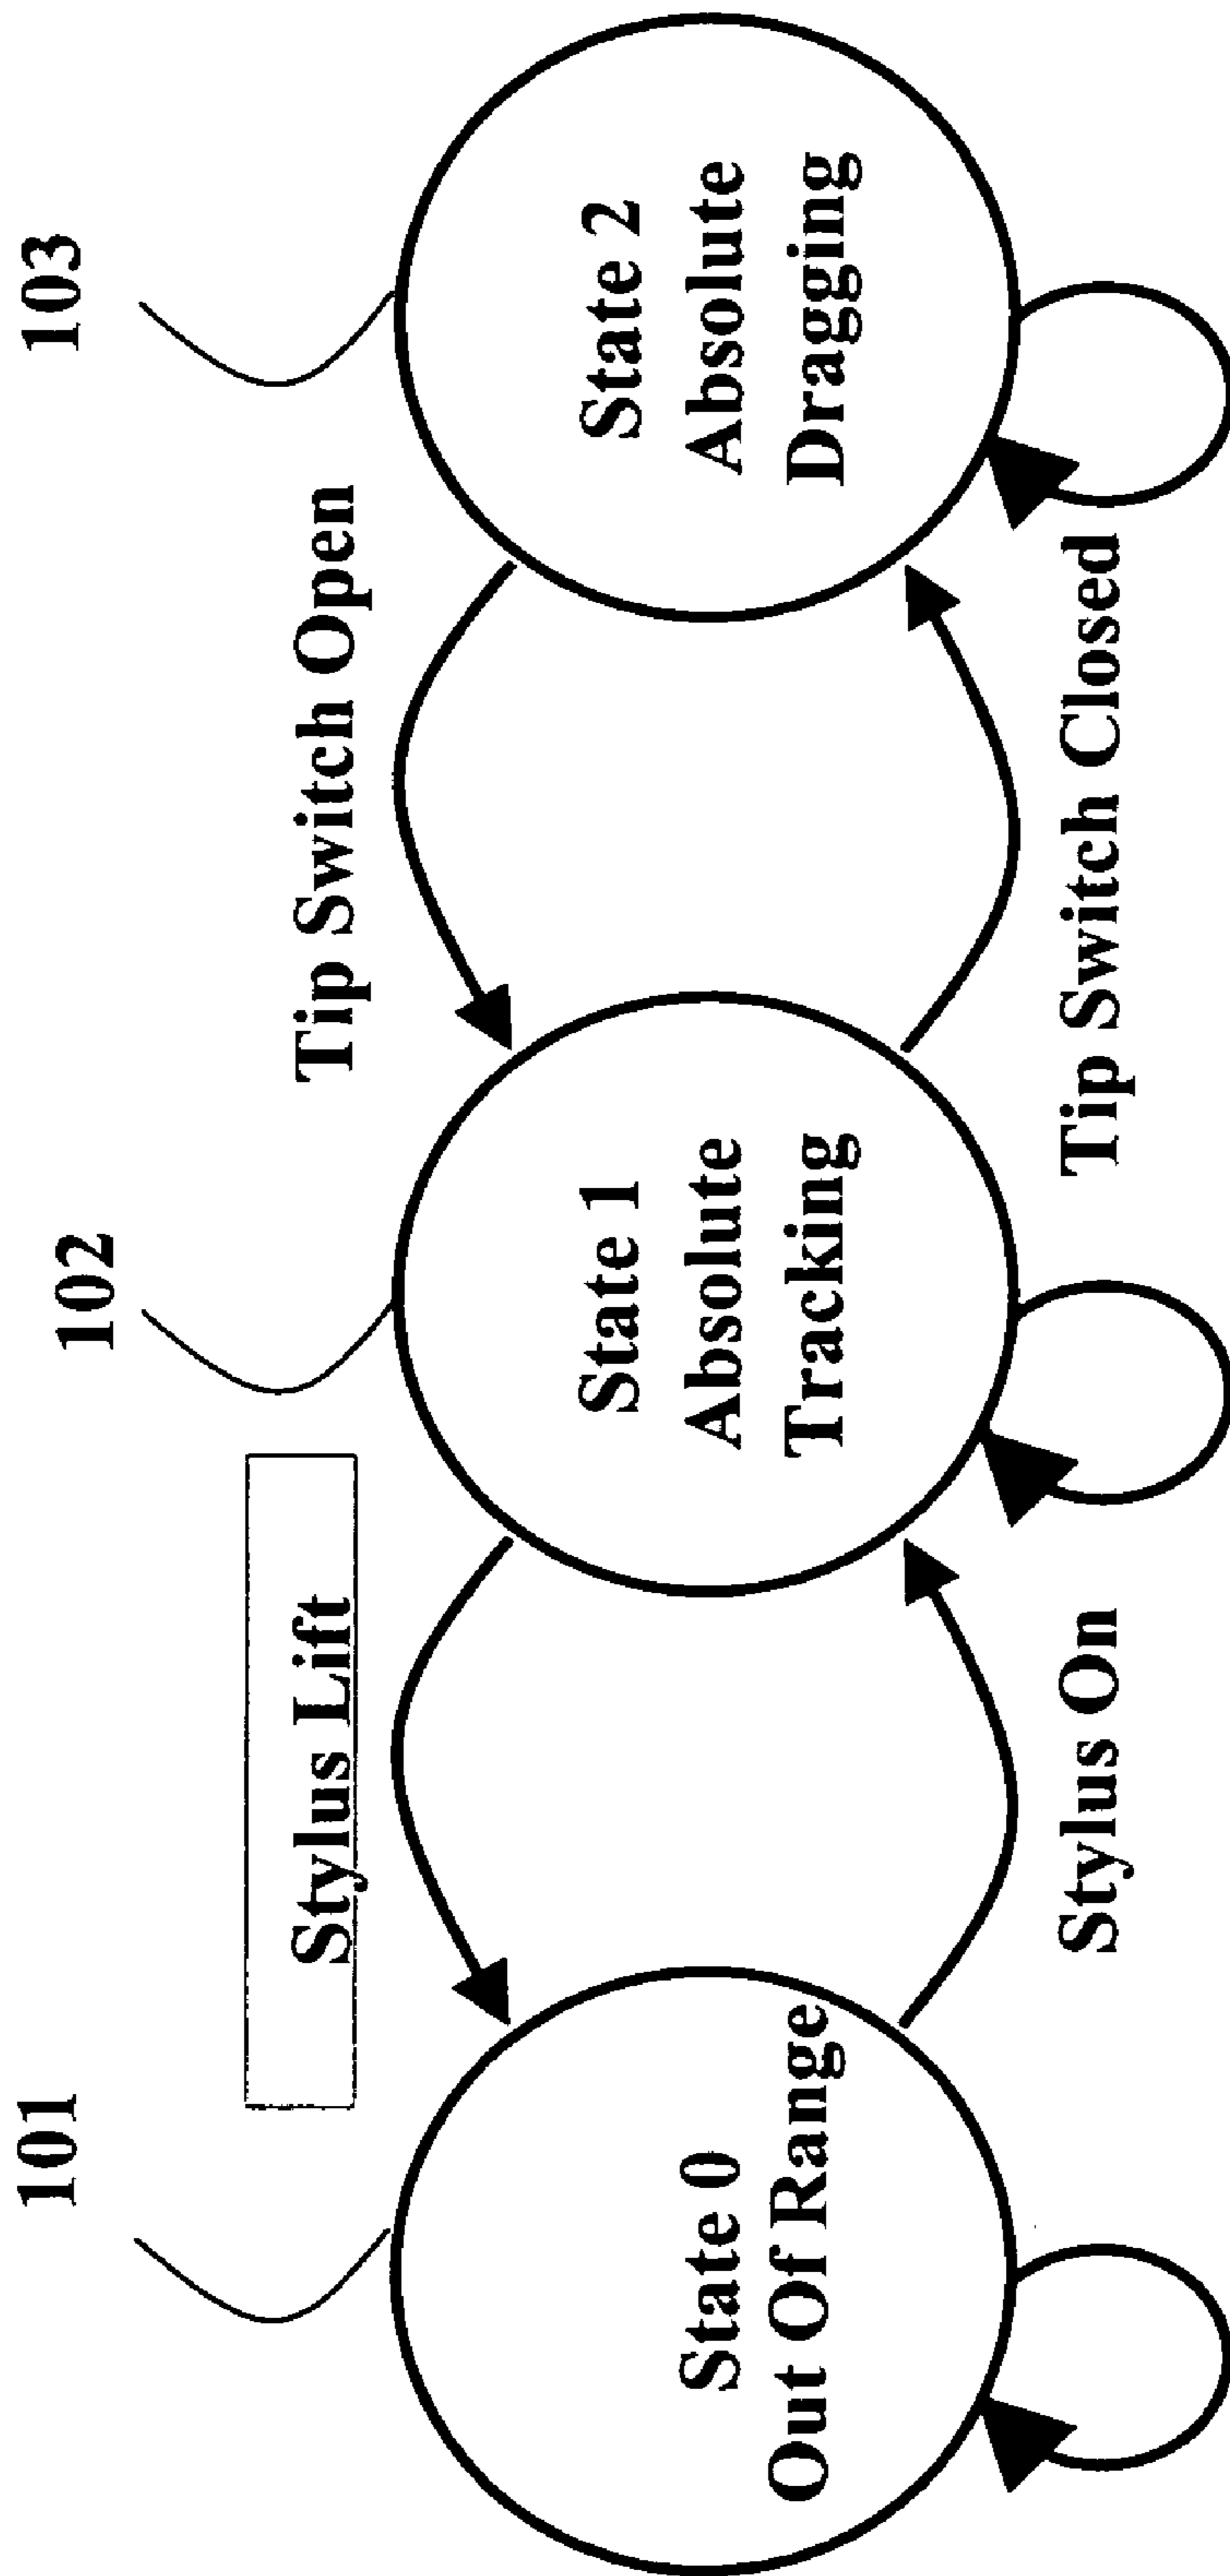 101
102
103
Stylus Lift
Tip Switch Open
State 0
Out Of Range
State 1
Absolute
Tracking
State 2
Absolute
Dragging
Stylus On
Tip Switch Closed